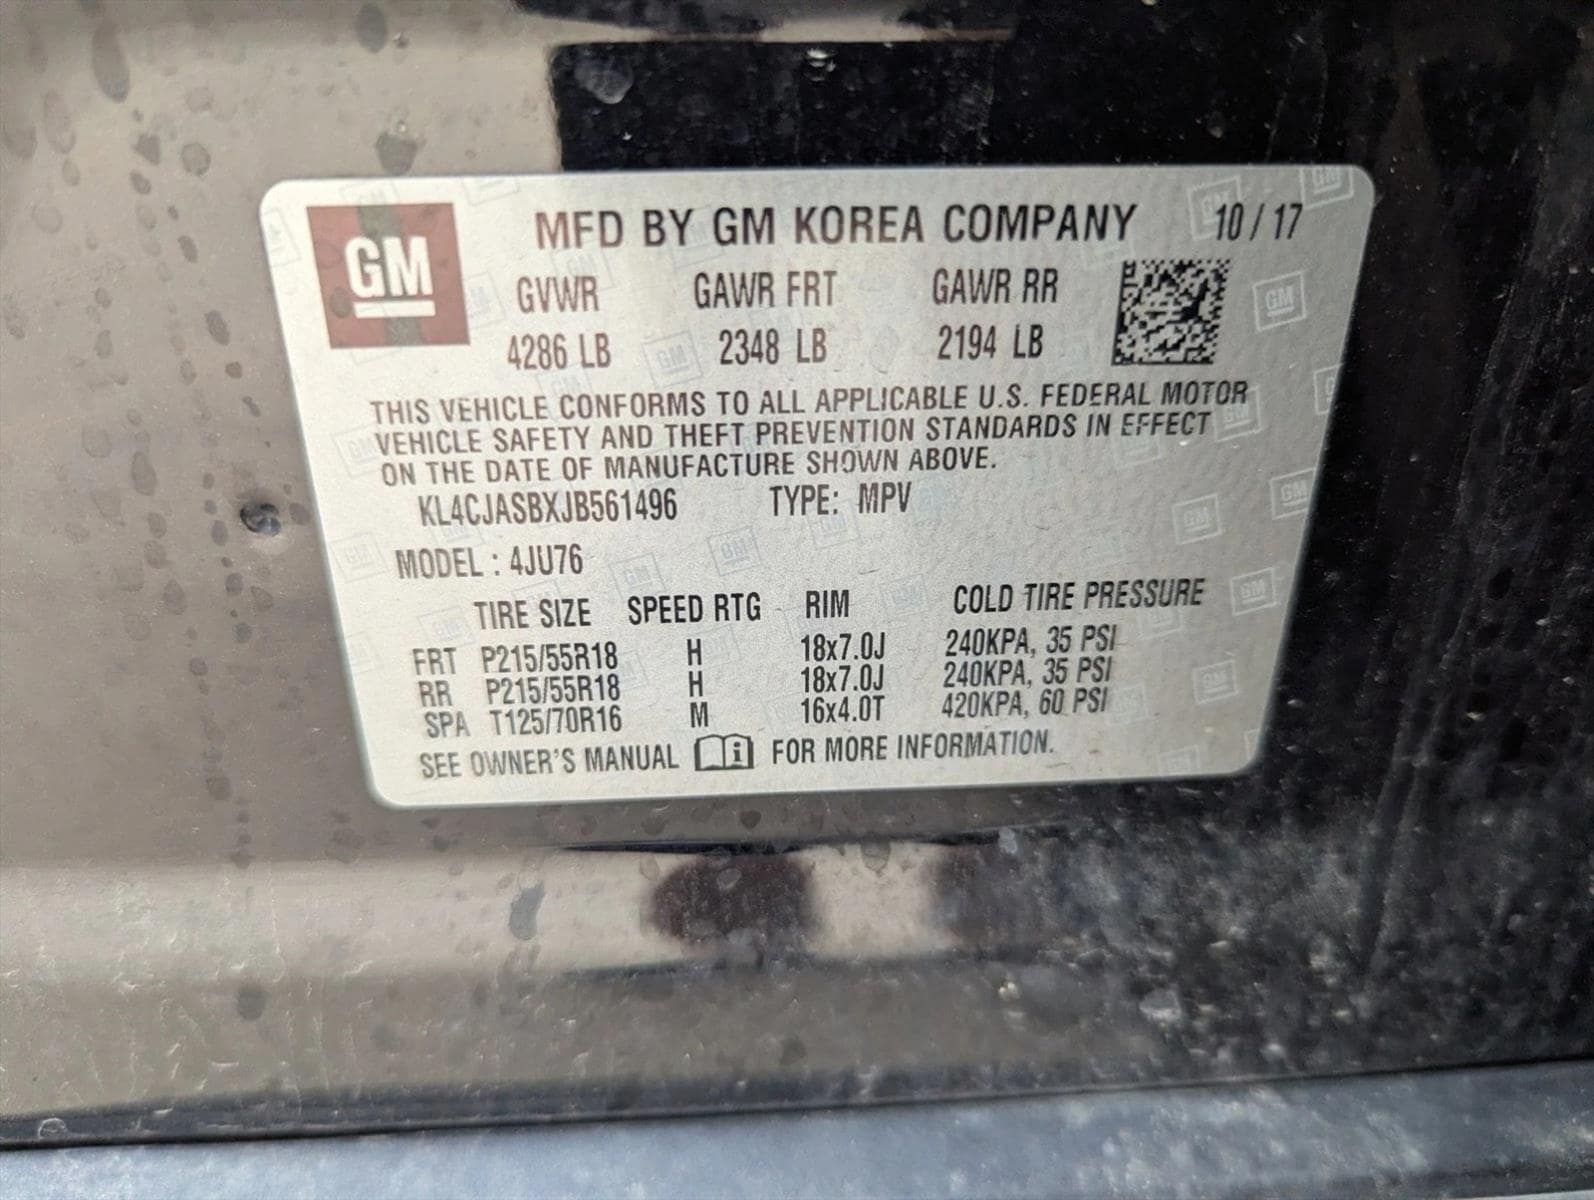 GM
MFD BY GM KOREA COMPANY 10 / 17
GVWR GAWR FRT GAWR RR
4286 LB 2348 LB 2194 LB
THIS VEHICLE CONFORMS TO ALL APPLICABLE U.S. FEDERAL MOTOR
VEHICLE SAFETY AND THEFT PREVENTION STANDARDS IN EFFECT
ON THE DATE OF MANUFACTURE SHOWN ABOVE.
KL4CJASBXJB561496 TYPE: MPV
MODEL : 4JU76
TIRE SIZE SPEED RTG RIM COLD TIRE PRESSURE
FRT P215/55R18 H 18x7.0J 240KPA, 35 PSI
RR P215/55R18 H 18x7.0J 240KPA, 35 PSI
SPA T125/70R16 M 16x4.0T 420KPA, 60 PSI
SEE OWNER'S MANUAL i FOR MORE INFORMATION.